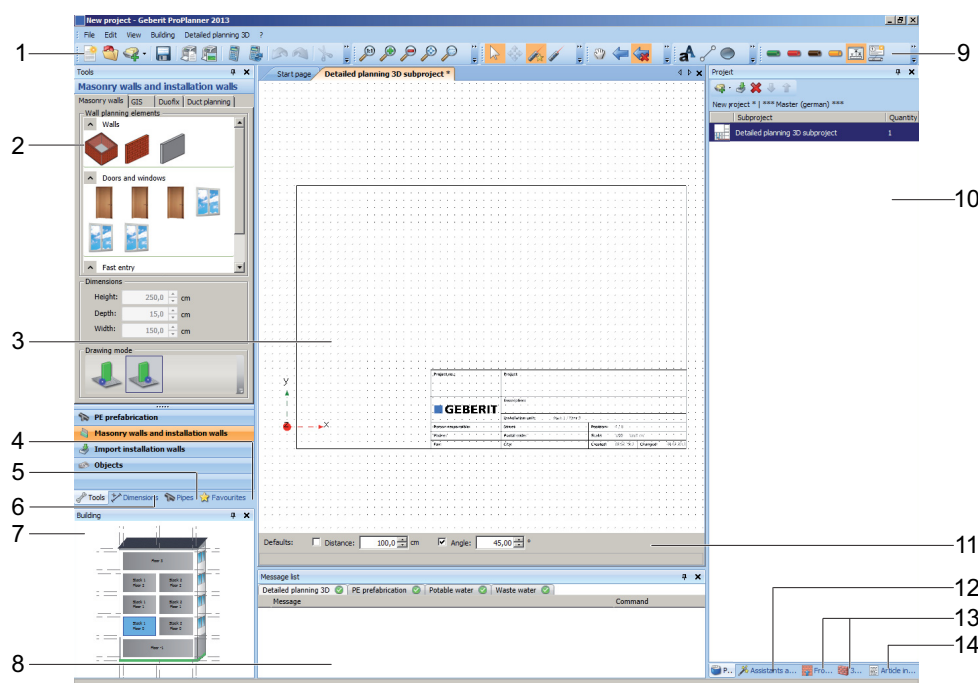 New project - Geberit ProPlanner 2013
File Edit View Building Detailed planning 3D ?
1
9
Tools
Start page
Detailed planning 3D subproject *
Project
Masonry walls and installation walls
Masonry walls GIS Duofix Duct planning
New project * | *** Master (german) ***
Wall planning elements
Subproject Quantity
Walls
Detailed planning 3D subproject 1
2
Doors and windows
10
Fast entry
Dimensions
Height: 250,0 cm
Depth: 15,0 cm
Width: 150,0 cm
3
Drawing mode
y
x
GEBERIT
PE prefabrication
Masonry walls and installation walls
4
Import installation walls
5
Objects
6
Tools Dimensions Pipes Favourites
7
Building
Defaults: Distance: 100,0 cm Angle: 45,00 °
11
Message list
Detailed planning 3D PE prefabrication Potable water Waste water
Message Command
12
13
14
8
P... Assistants a... Pro... 3... Article in...